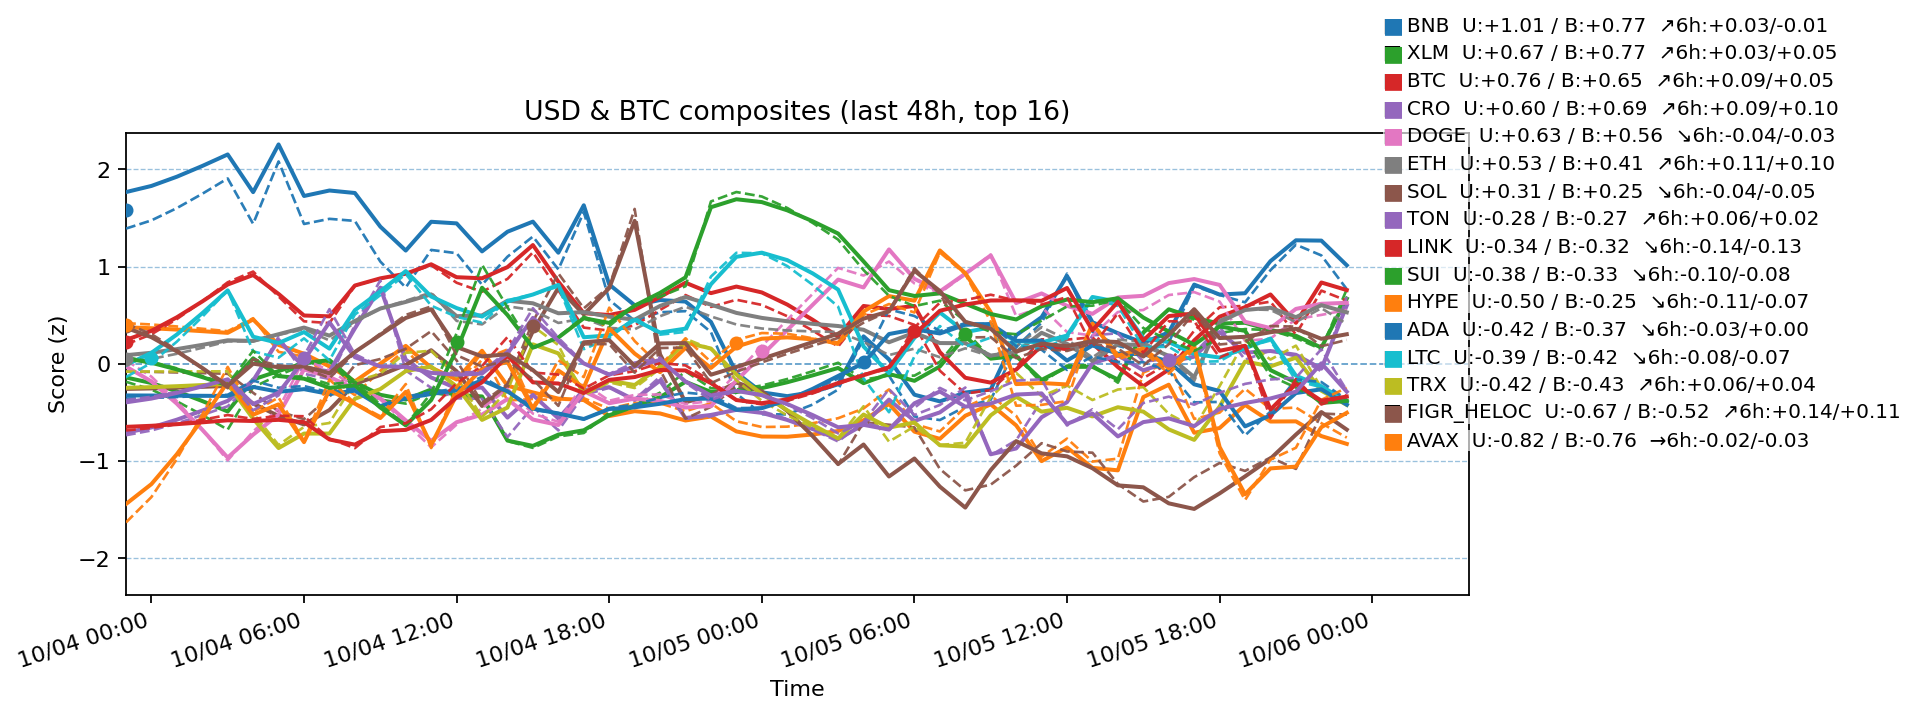 BNB  U:+1.01 / B:+0.77  ↗6h:+0.03/-0.01
XLM  U:+0.67 / B:+0.77  ↗6h:+0.03/+0.05
BTC  U:+0.76 / B:+0.65  ↗6h:+0.09/+0.05
CRO  U:+0.60 / B:+0.69  ↗6h:+0.09/+0.10
DOGE  U:+0.63 / B:+0.56  ↘6h:-0.04/-0.03
ETH  U:+0.53 / B:+0.41  ↗6h:+0.11/+0.10
SOL  U:+0.31 / B:+0.25  ↘6h:-0.04/-0.05
TON  U:-0.28 / B:-0.27  ↗6h:+0.06/+0.02
LINK  U:-0.34 / B:-0.32  ↘6h:-0.14/-0.13
SUI  U:-0.38 / B:-0.33  ↘6h:-0.10/-0.08
HYPE  U:-0.50 / B:-0.25  ↘6h:-0.11/-0.07
ADA  U:-0.42 / B:-0.37  ↘6h:-0.03/+0.00
LTC  U:-0.39 / B:-0.42  ↘6h:-0.08/-0.07
TRX  U:-0.42 / B:-0.43  ↗6h:+0.06/+0.04
FIGR_HELOC  U:-0.67 / B:-0.52  ↗6h:+0.14/+0.11
AVAX  U:-0.82 / B:-0.76  →6h:-0.02/-0.03
USD & BTC composites (last 48h, top 16)
Score (z)
2
1
0
−1
−2
10/04 00:00
10/04 06:00
10/04 12:00
10/04 18:00
10/05 00:00
10/05 06:00
10/05 12:00
10/05 18:00
10/06 00:00
Time